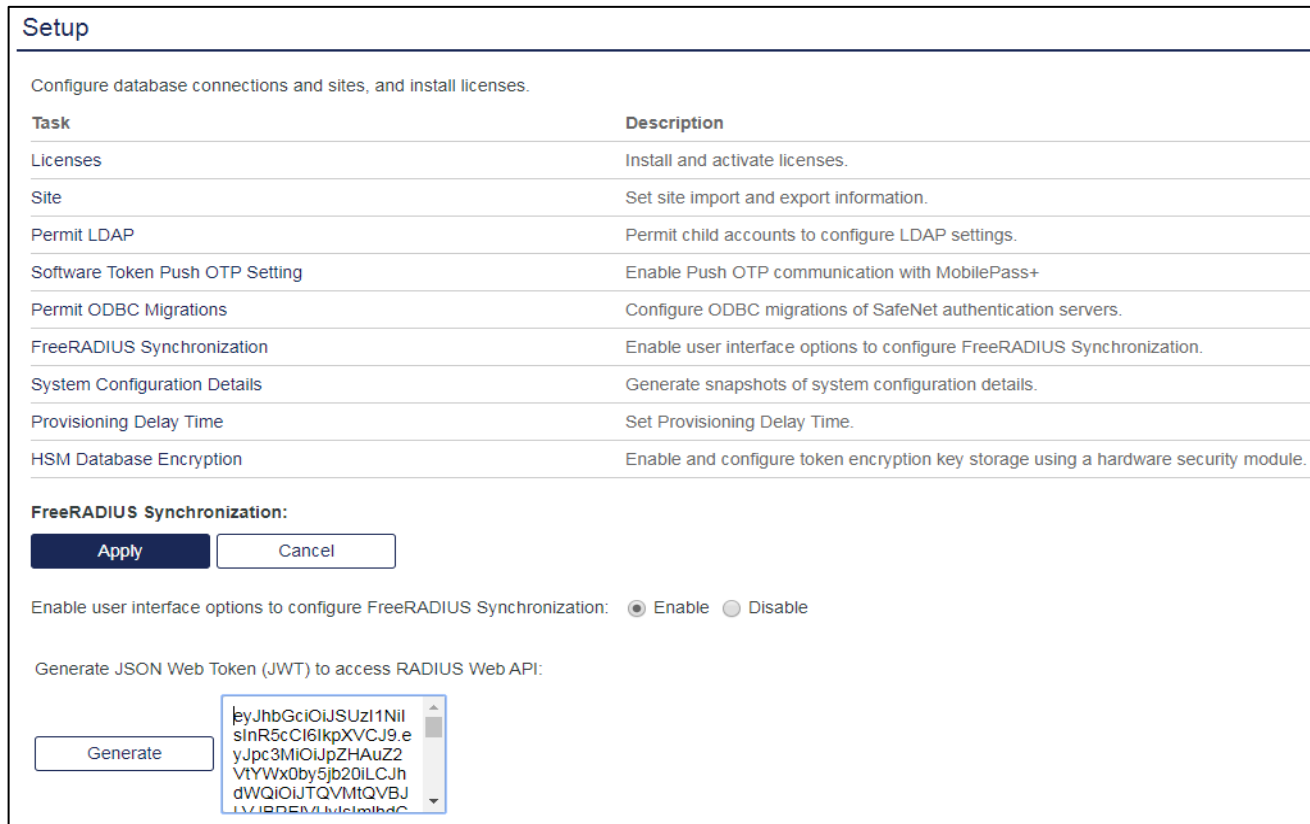 Setup
Configure database connections and sites, and install licenses.
Task Description
Licenses Install and activate licenses.
Site Set site import and export information.
Permit LDAP Permit child accounts to configure LDAP settings.
Software Token Push OTP Setting Enable Push OTP communication with MobilePass+
Permit ODBC Migrations Configure ODBC migrations of SafeNet authentication servers.
FreeRADIUS Synchronization Enable user interface options to configure FreeRADIUS Synchronization.
System Configuration Details Generate snapshots of system configuration details.
Provisioning Delay Time Set Provisioning Delay Time.
HSM Database Encryption Enable and configure token encryption key storage using a hardware security module.
FreeRADIUS Synchronization:
Apply Cancel
Enable user interface options to configure FreeRADIUS Synchronization: Enable Disable
Generate JSON Web Token (JWT) to access RADIUS Web API:
Generate
eyJhbGciOiJSUzI1NiI
sInR5cCI6IkpXVCJ9.e
yJpc3MiOiJpZHAuZ2
VtYWx0by5jb20iLCJh
dWQiOiJTQVMtQVBJ